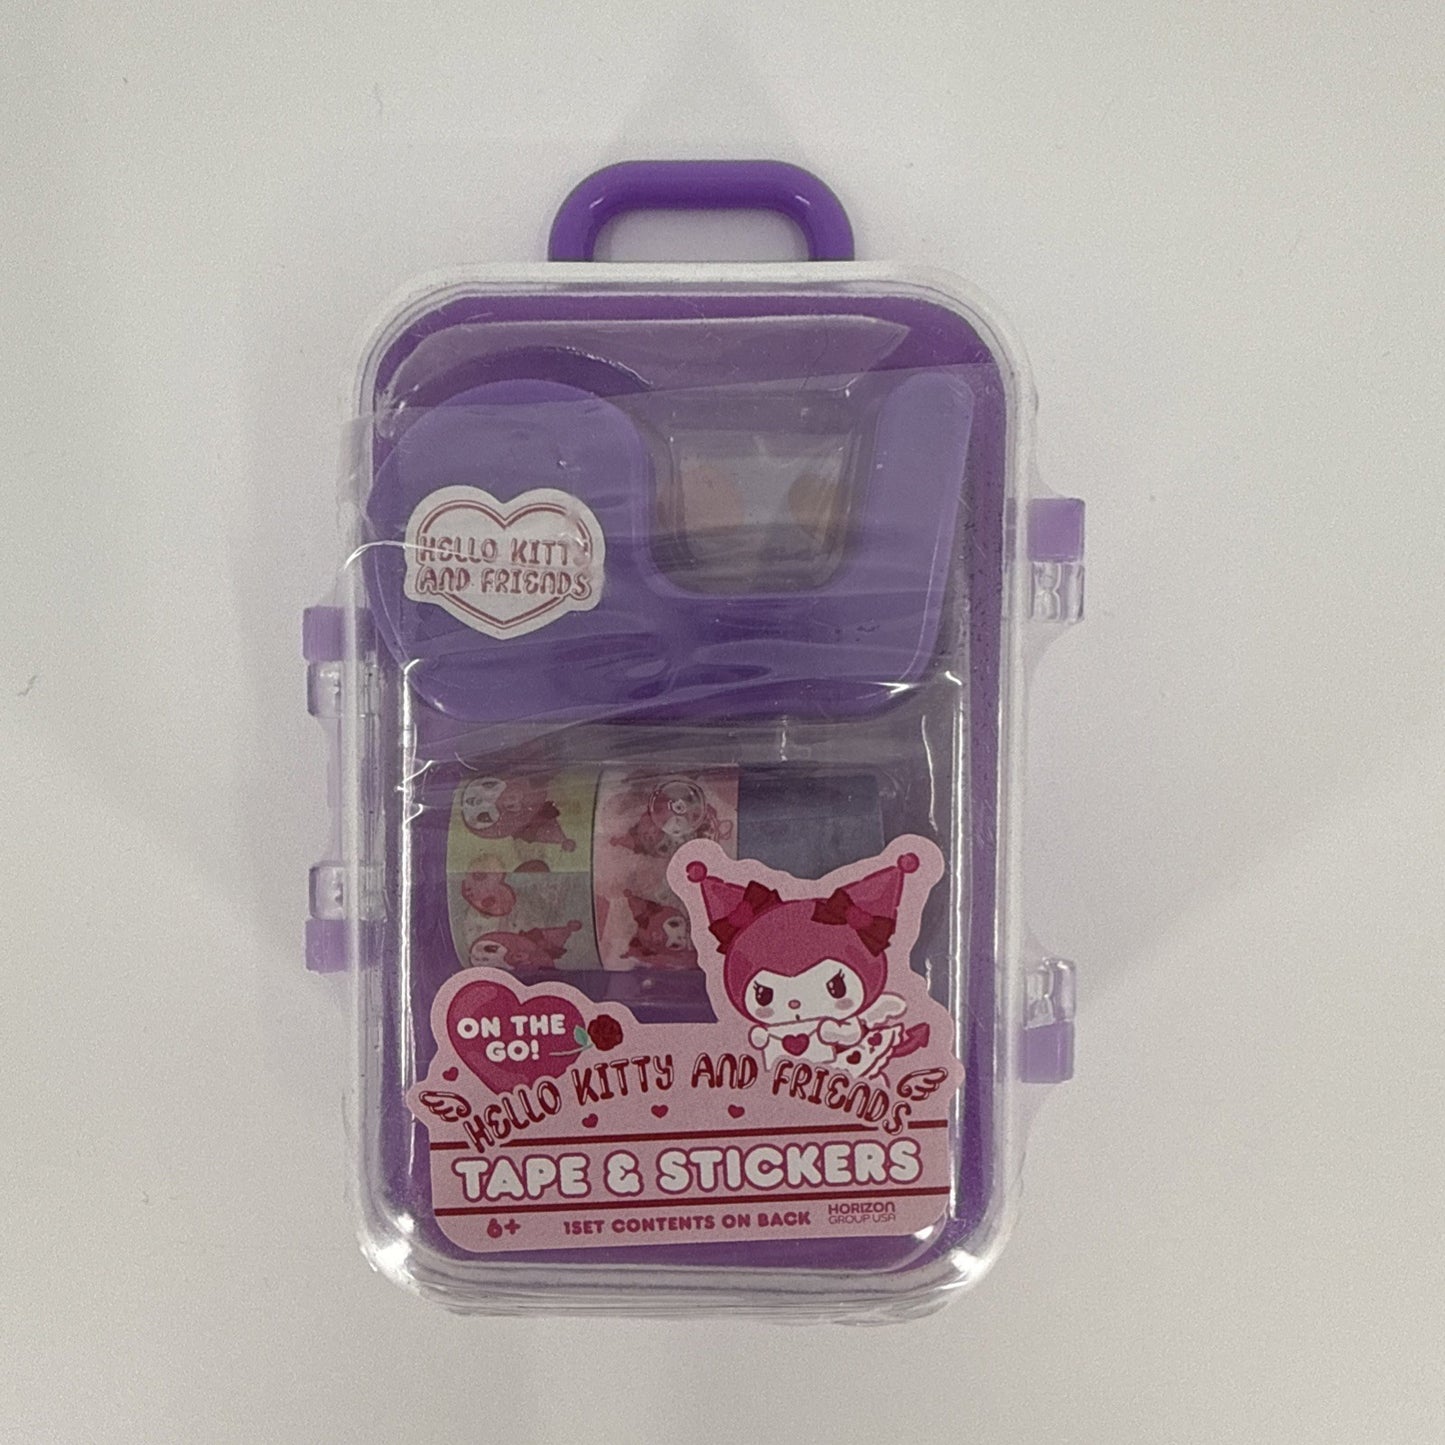 HELLO KITTY
AND FRIENDS
ON THE
GO!
HELLO KITTY AND FRIENDS
TAPE & STICKERS
6+ 1SET CONTENTS ON BACK HORIZON
GROUP USA